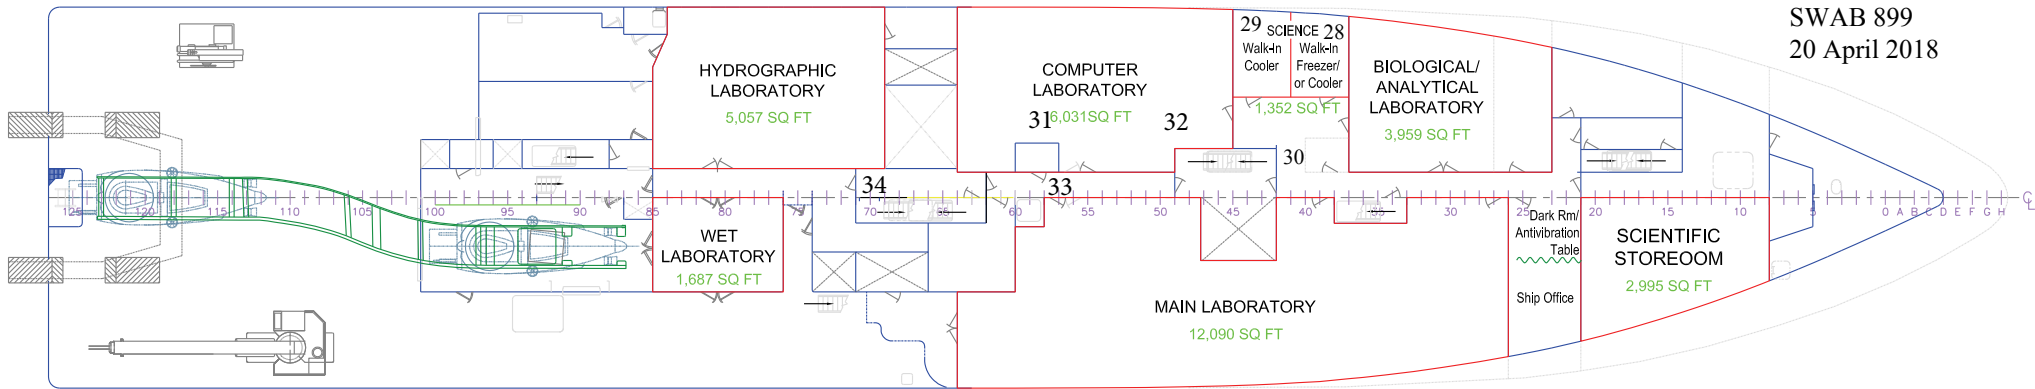 SWAB 899
20 April 2018
29 SCIENCE 28
Walk-In
Cooler
Walk-In
Freezer/
or Cooler
1,352 SQ FT
HYDROGRAPHIC
LABORATORY
5,057 SQ FT
COMPUTER
LABORATORY
6,031SQ FT
31
32
BIOLOGICAL/
ANALYTICAL
LABORATORY
3,959 SQ FT
30
34
33
125 120 115 110 105 100 95 90 85 80 75 70 65 60 55 50 45 40 35 30 25 20 15 10 5 0 A B C D E F G H
WET
LABORATORY
1,687 SQ FT
Dark Rm/
Antivibration
Table
Ship Office
SCIENTIFIC
STOREOOM
2,995 SQ FT
MAIN LABORATORY
12,090 SQ FT